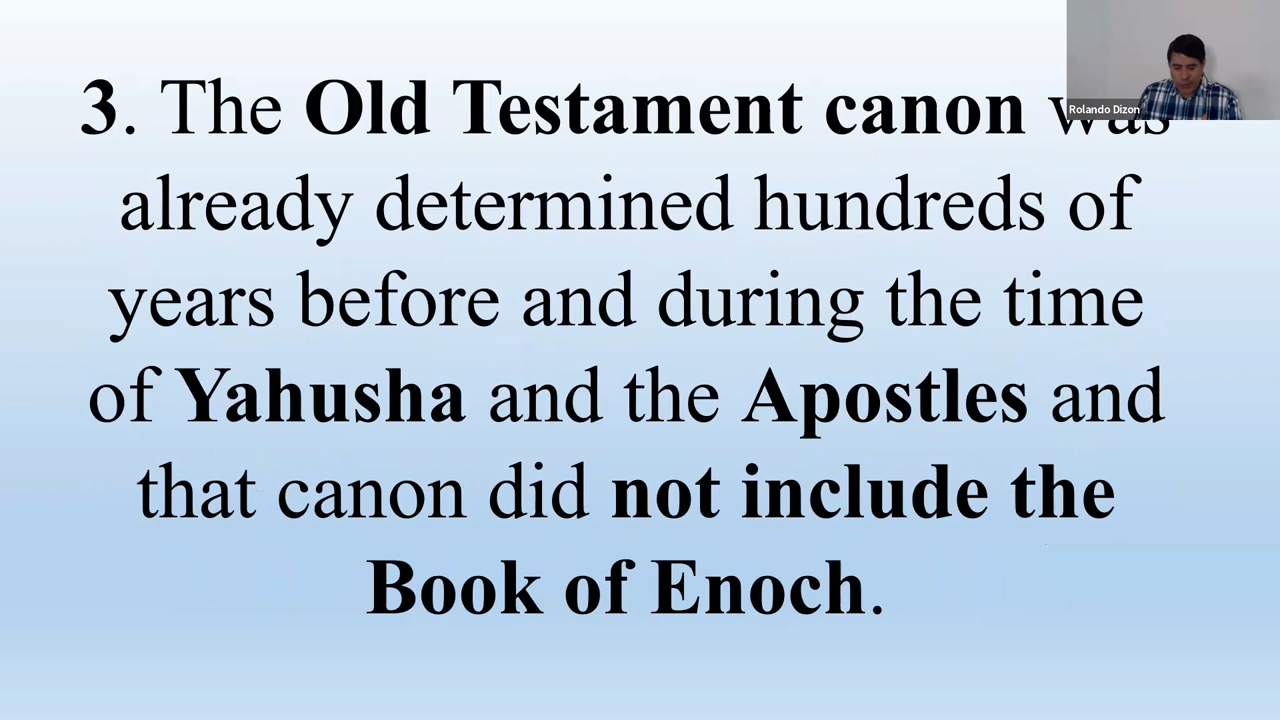 3. The Old Testament canon was
Rolando Dizon
already determined hundreds of
years before and during the time
of Yahusha and the Apostles and
that canon did not include the
Book of Enoch.